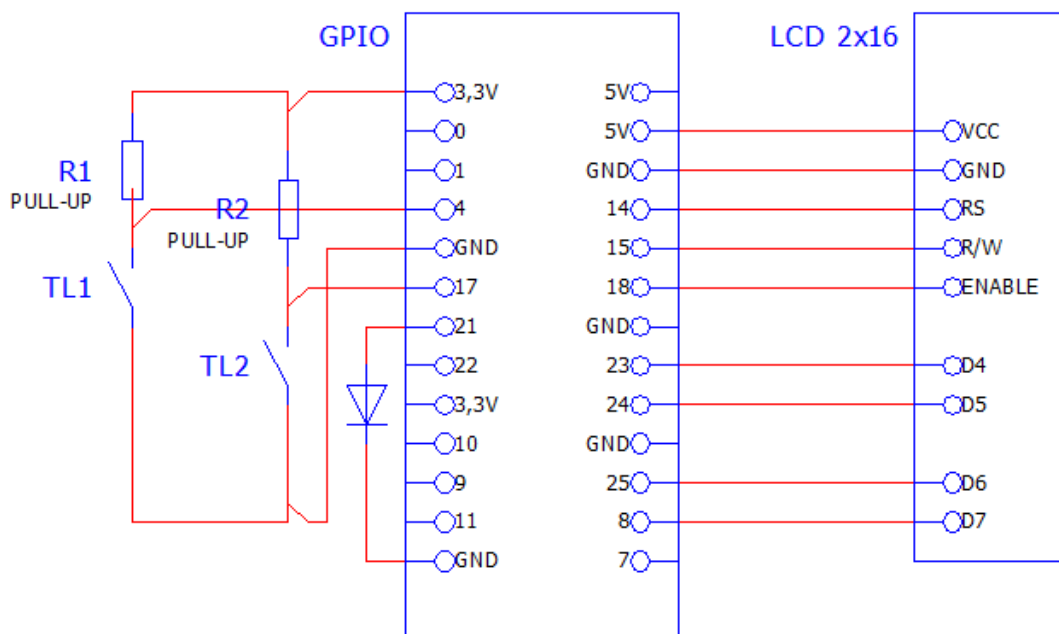 GPIO
LCD 2x16
R1
PULL-UP
R2
PULL-UP
TL1
TL2
3,3V
0
1
4
GND
17
21
22
3,3V
10
9
11
GND
5V
5V
GND
14
15
18
GND
23
24
GND
25
8
7
VCC
GND
RS
R/W
ENABLE
D4
D5
D6
D7